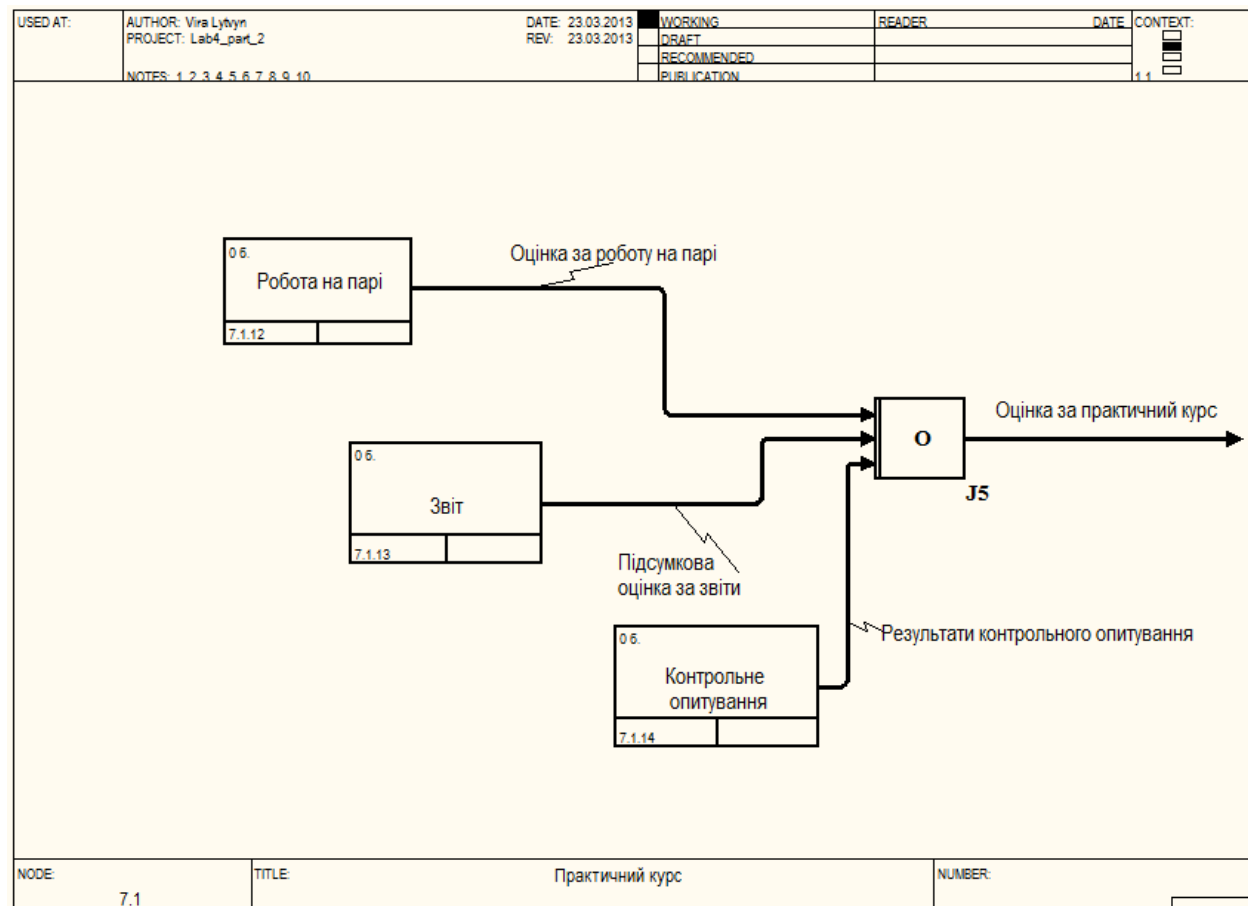 USED AT:
AUTHOR: Vira Lytvyn
DATE: 23.03.2013
WORKING
READER
DATE
CONTEXT:
PROJECT: Lab4_part_2
REV: 23.03.2013
DRAFT
RECOMMENDED
NOTES: 1 2 3 4 5 6 7 8 9 10
PUBLICATION
1.1
0 б.
Робота на парі
7.1.12
Оцінка за роботу на парі
O
J5
Оцінка за практичний курс
0 б.
Звіт
7.1.13
Підсумкова
оцінка за звіти
0 б.
Контрольне
опитування
7.1.14
Результати контрольного опитування
NODE:
7.1
TITLE:
Практичний курс
NUMBER: